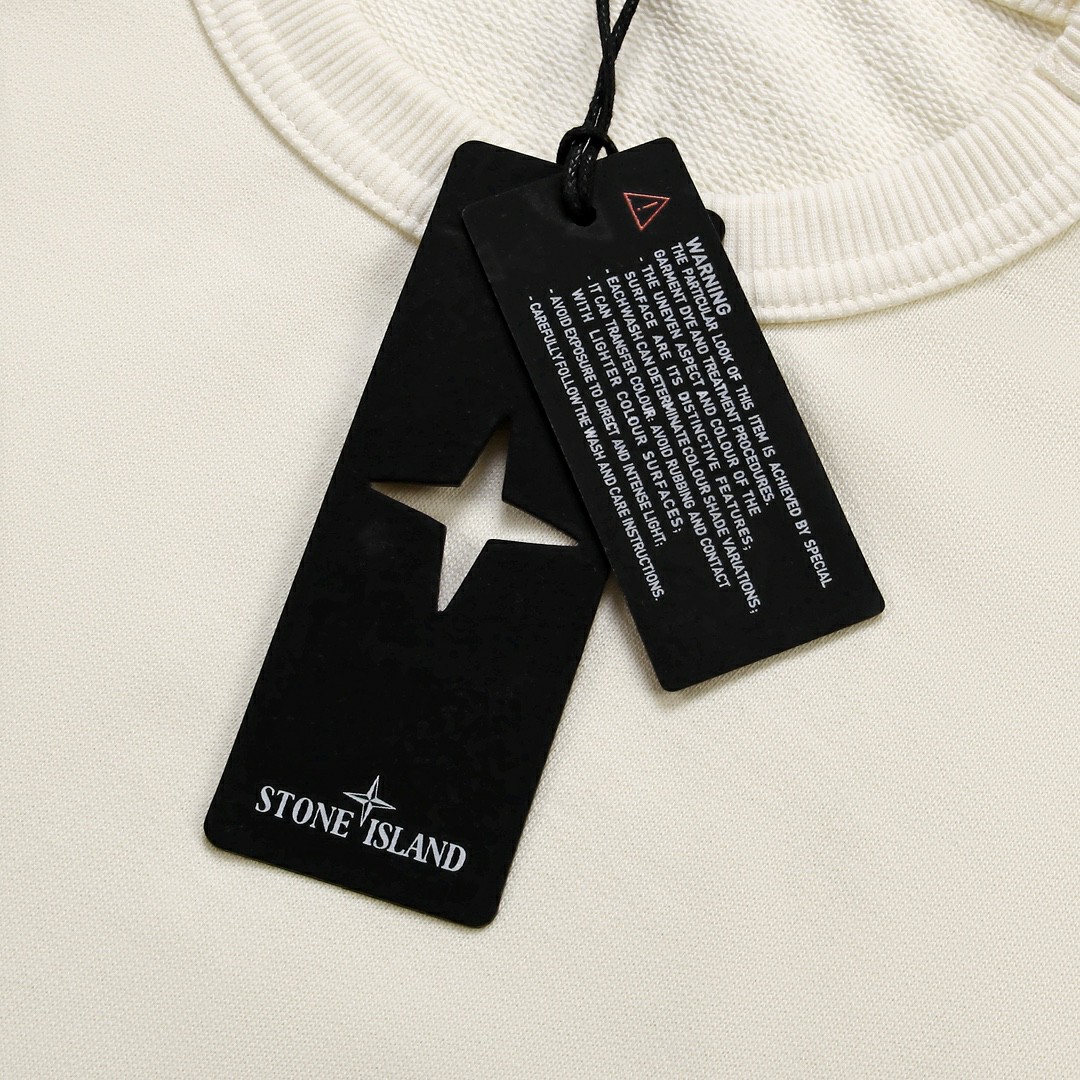 WARNING
THE PARTICULAR LOOK OF THIS ITEM IS ACHIEVED BY SPECIAL
GARMENT DYE AND TREATMENT PROCEDURES.
- THE UNEVEN ASPECT AND COLOUR OF THE
SURFACE ARE ITS DISTINCTIVE FEATURES;
- EACH WASH CAN DETERMINATE COLOUR SHADE VARIATIONS;
- IT CAN TRANSFER COLOUR: AVOID RUBBING AND CONTACT
WITH LIGHTER COLOUR SURFACES;
- AVOID EXPOSURE TO DIRECT AND INTENSE LIGHT;
- CAREFULLY FOLLOW THE WASH AND CARE INSTRUCTIONS.
STONE ISLAND